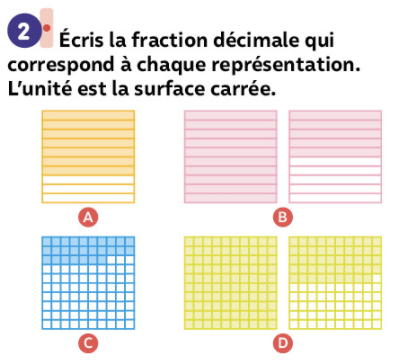 2 Écris la fraction décimale qui
correspond à chaque représentation.
L'unité est la surface carrée.
A
B
C
D